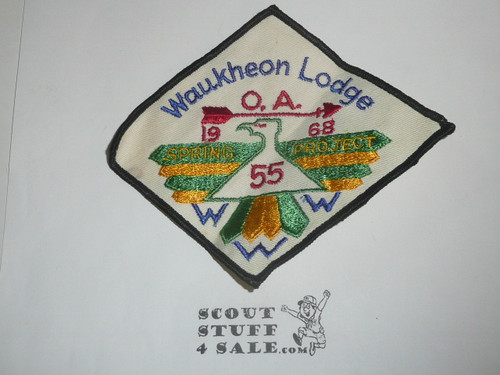 Waukheon Lodge
O.A.
19 68
SPRING PROJECT
55
W W
W
SCOUT
STUFF
4 SALE.com